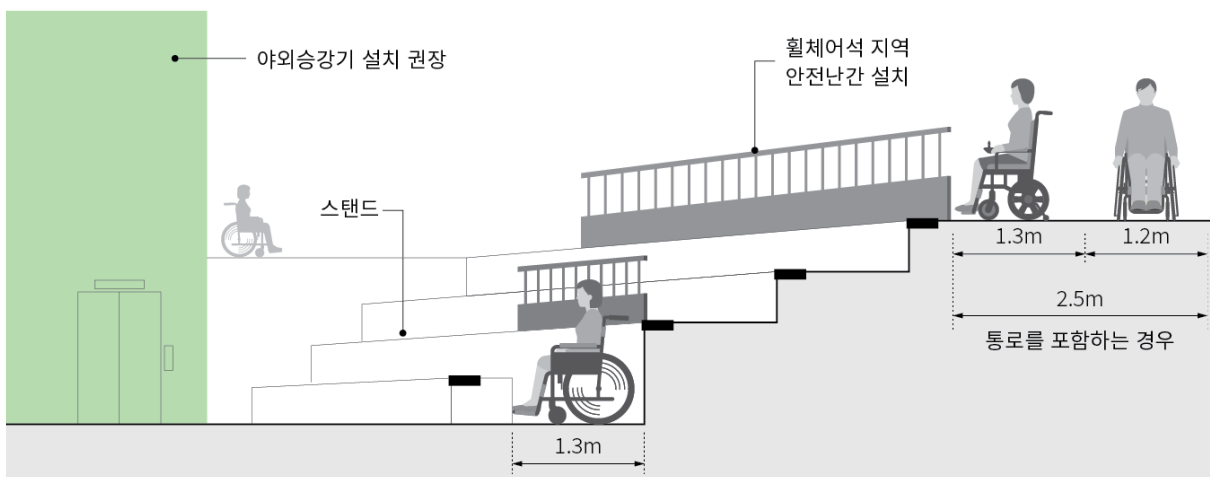 야외승강기 설치 권장
휠체어석 지역
안전난간 설치
스탠드
1.3m
1.2m
2.5m
통로를 포함하는 경우
1.3m